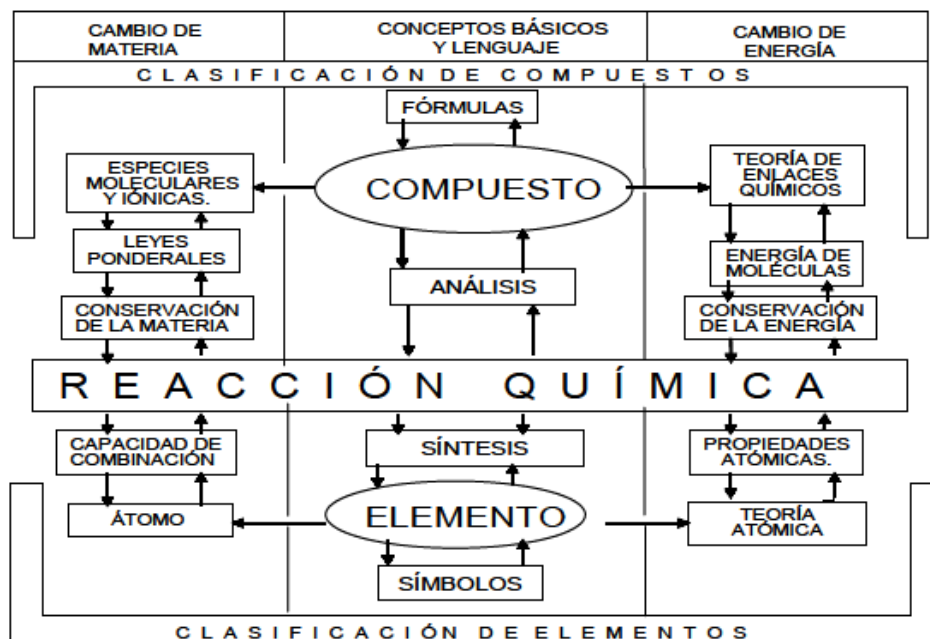 CAMBIO DE
MATERIA
CONCEPTOS BÁSICOS
Y LENGUAJE
CAMBIO DE
ENERGÍA
CLASIFICACIÓN DE COMPUESTOS
FÓRMULAS
ESPECIES
MOLECULARES
Y IÓNICAS.
COMPUESTO
TEORÍA DE
ENLACES
QUÍMICOS
LEYES
PONDERALES
ANÁLISIS
ENERGÍA DE
MOLÉCULAS
CONSERVACIÓN
DE LA MATERIA
CONSERVACIÓN
DE LA ENERGÍA
REACCIÓN QUÍMICA
CAPACIDAD DE
COMBINACIÓN
SÍNTESIS
PROPIEDADES
ATÓMICAS.
ÁTOMO
ELEMENTO
TEORÍA
ATÓMICA
SÍMBOLOS
CLASIFICACIÓN DE ELEMENTOS